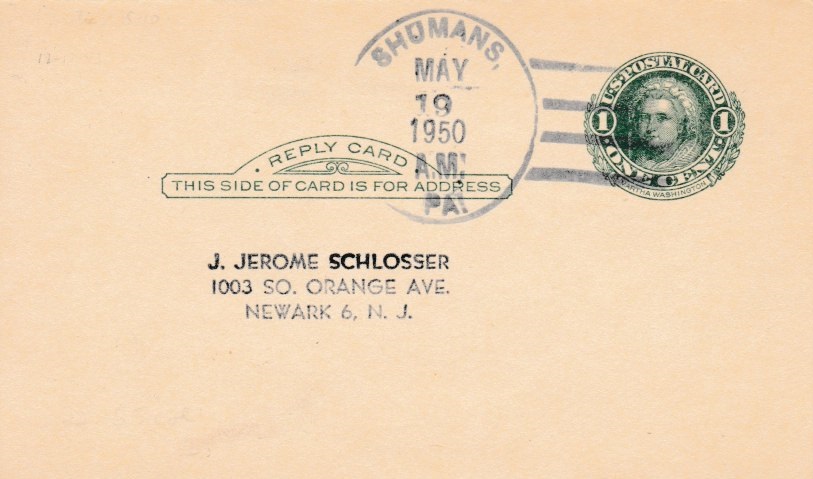 SHUMANS,
MAY
19
1950
A.M.
PA.
U·S·POSTAL CARD
1 1
ONE CENT
MARTHA WASHINGTON
REPLY CARD
THIS SIDE OF CARD IS FOR ADDRESS
J. JEROME SCHLOSSER
1003 SO. ORANGE AVE.
NEWARK 6, N. J.